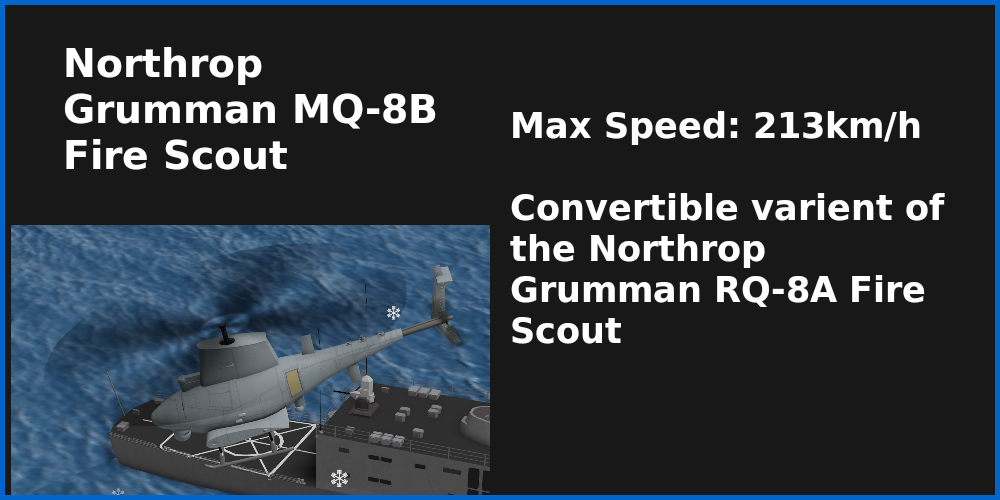 Northrop
Grumman MQ-8B
Fire Scout
Max Speed: 213km/h
Convertible varient of
the Northrop
Grumman RQ-8A Fire
Scout